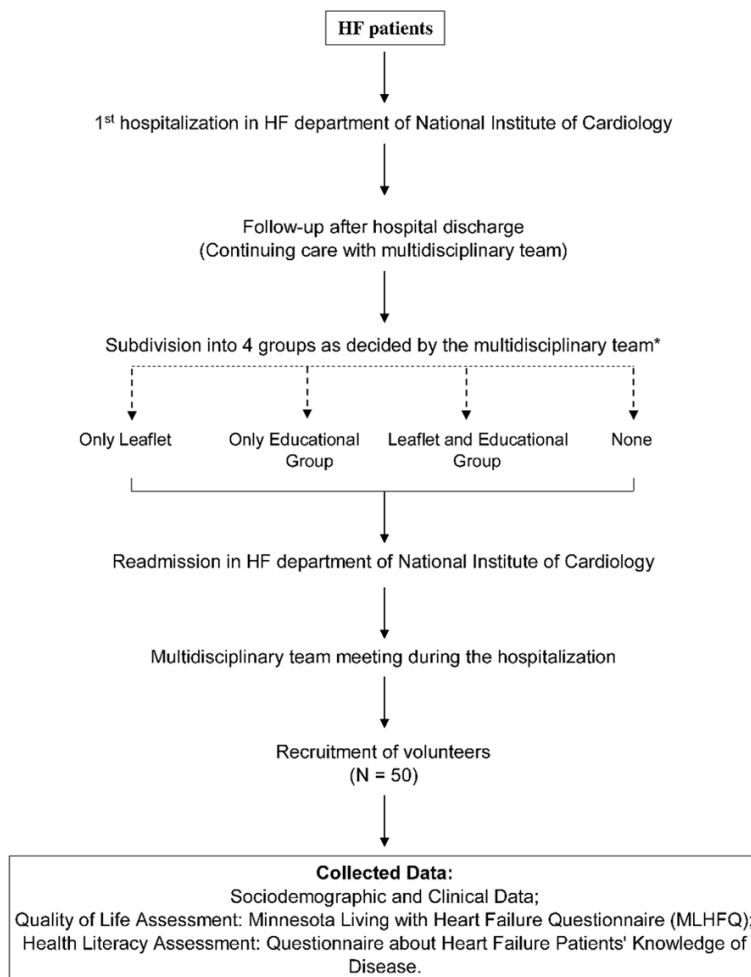 HF patients
1st hospitalization in HF department of National Institute of Cardiology
Follow-up after hospital discharge
(Continuing care with multidisciplinary team)
Subdivision into 4 groups as decided by the multidisciplinary team*
Only Leaflet
Only Educational
Group
Leaflet and Educational
Group
None
Readmission in HF department of National Institute of Cardiology
Multidisciplinary team meeting during the hospitalization
Recruitment of volunteers
(N = 50)
Collected Data:
Sociodemographic and Clinical Data;
Quality of Life Assessment: Minnesota Living with Heart Failure Questionnaire (MLHFQ);
Health Literacy Assessment: Questionnaire about Heart Failure Patients' Knowledge of
Disease.